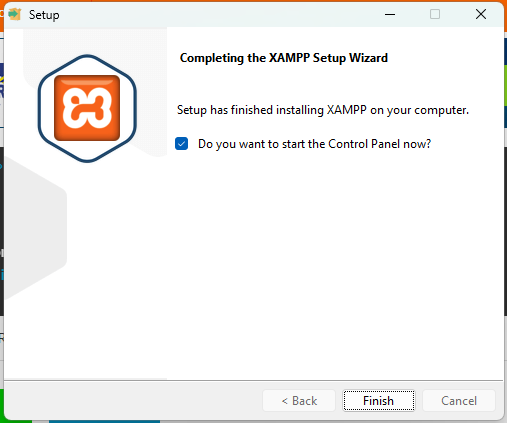 Setup
Completing the XAMPP Setup Wizard
Setup has finished installing XAMPP on your computer.
Do you want to start the Control Panel now?
< Back
Finish
Cancel